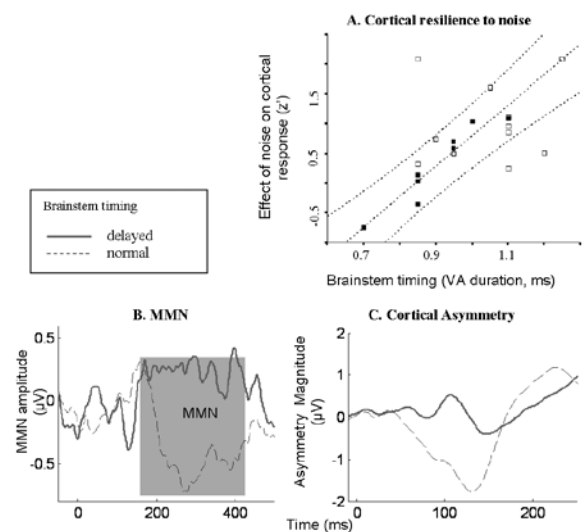 A. Cortical resilience to noise
Effect of noise on cortical
response (z')
1.5
0.5
-0.5
0.7
0.9
1.1
Brainstem timing (VA duration, ms)
Brainstem timing
delayed
normal
B. MMN
MMN amplitude
(µV)
0.5
0
-0.5
MMN
0
200
400
C. Cortical Asymmetry
Asymmetry Magnitude
µV)
2
1
0
-1
-2
0
100
200
Time (ms)